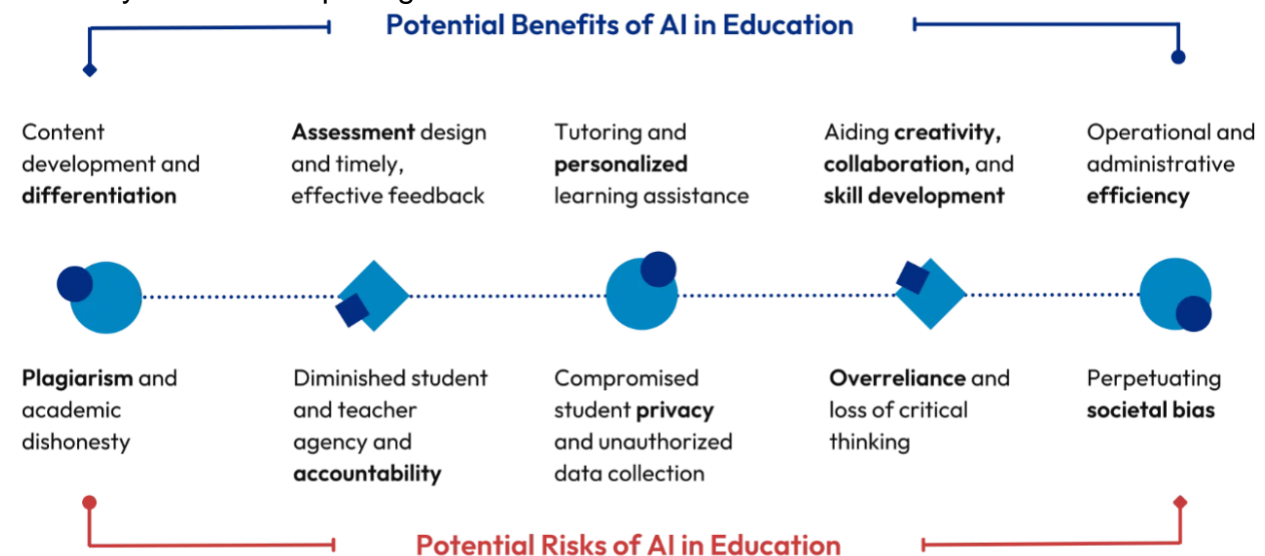 Potential Benefits of AI in Education
Content
development and
differentiation
Assessment design
and timely,
effective feedback
Tutoring and
personalized
learning assistance
Aiding creativity,
collaboration, and
skill development
Operational and
administrative
efficiency
Plagiarism and
academic
dishonesty
Diminished student
and teacher
agency and
accountability
Compromised
student privacy
and unauthorized
data collection
Overreliance and
loss of critical
thinking
Perpetuating
societal bias
Potential Risks of AI in Education